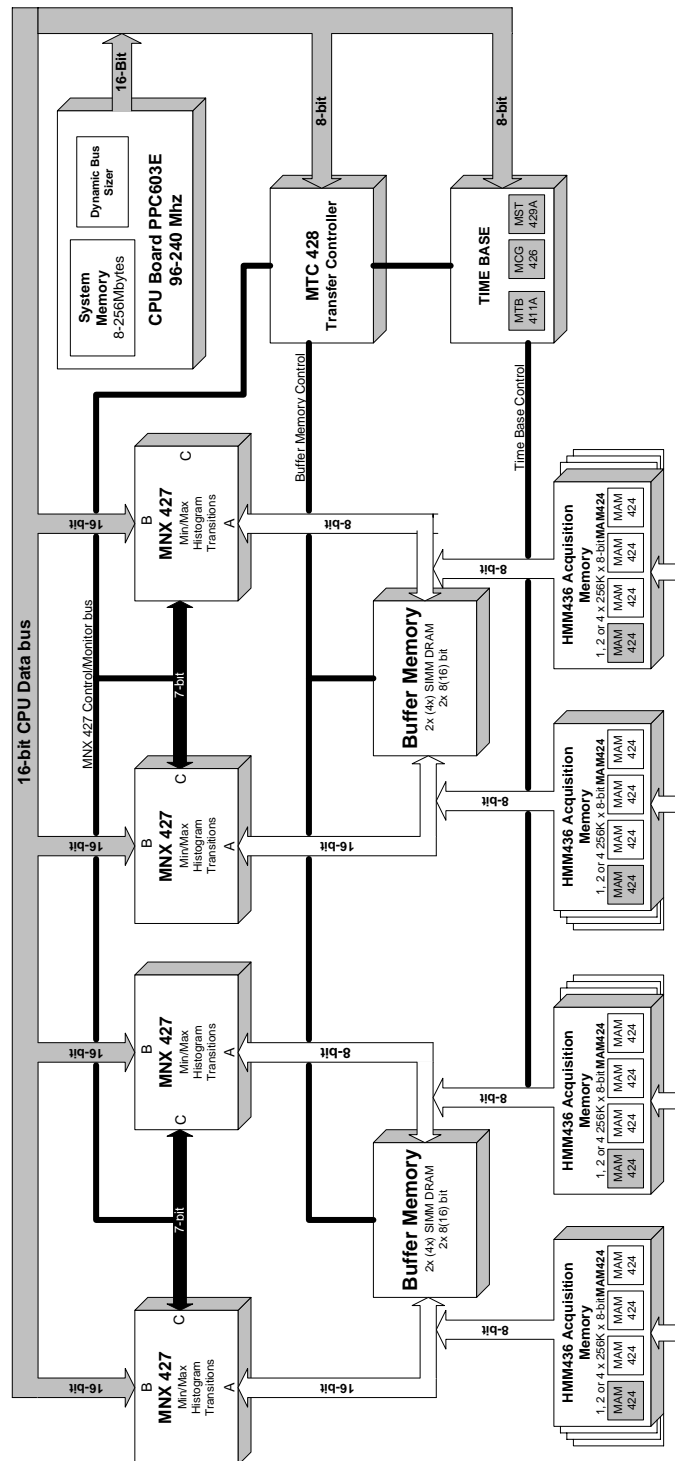 16-bit CPU Data bus
16-Bit
CPU Board PPC603E
96-240 Mhz
System
Memory
8-256Mbytes
Dynamic Bus
Sizer
8-bit
8-bit
MTC 428
Transfer Controller
TIME BASE
MTB
411A
MCG
426
MST
429A
MNX 427 Control/Monitor bus
Buffer Memory Control
Time Base Control
16-bit
B
MNX 427
Min/Max
Histogram
Transitions
A
C
7-bit
16-bit
B
MNX 427
Min/Max
Histogram
Transitions
A
C
16-bit
B
MNX 427
Min/Max
Histogram
Transitions
A
C
7-bit
16-bit
B
MNX 427
Min/Max
Histogram
Transitions
A
C
16-bit
8-bit
16-bit
8-bit
Buffer Memory
2x (4x) SIMM DRAM
2x 8(16) bit
Buffer Memory
2x (4x) SIMM DRAM
2x 8(16) bit
8-bit
8-bit
8-bit
8-bit
HMM436 Acquisition
Memory
1, 2 or 4 x 256K x 8-bit MAM424
MAM
424
MAM
424
MAM
424
MAM
424
HMM436 Acquisition
Memory
1, 2 or 4 256K x 8-bit MAM424
MAM
424
MAM
424
MAM
424
MAM
424
HMM436 Acquisition
Memory
1, 2 or 4 256K x 8-bit MAM424
MAM
424
MAM
424
MAM
424
MAM
424
HMM436 Acquisition
Memory
1, 2 or 4 x 256K x 8-bit MAM424
MAM
424
MAM
424
MAM
424
MAM
424